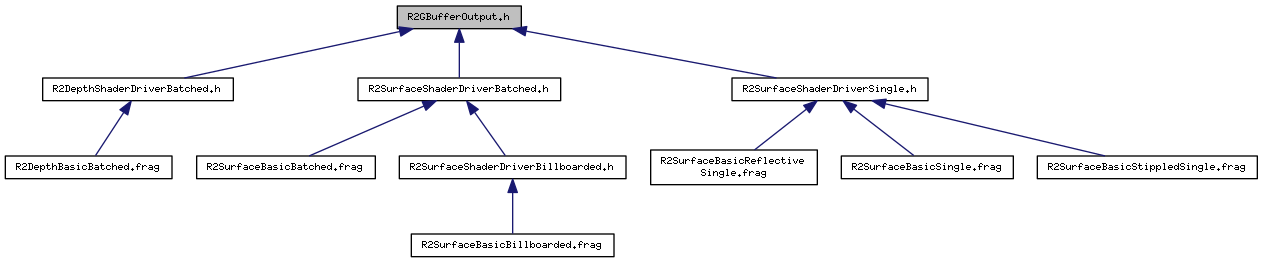 R2GBufferOutput.h
R2DepthShaderDriverBatched.h
R2SurfaceShaderDriverBatched.h
R2SurfaceShaderDriverSingle.h
R2DepthBasicBatched.frag
R2SurfaceBasicBatched.frag
R2SurfaceShaderDriverBillboarded.h
R2SurfaceBasicReflective
Single.frag
R2SurfaceBasicSingle.frag
R2SurfaceBasicStippledSingle.frag
R2SurfaceBasicBillboarded.frag